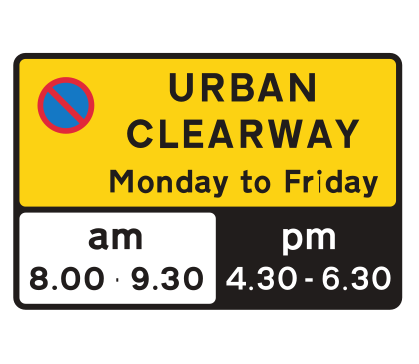 URBAN
CLEARWAY
Monday to Friday
am
8.00 · 9.30
pm
4.30 - 6.30